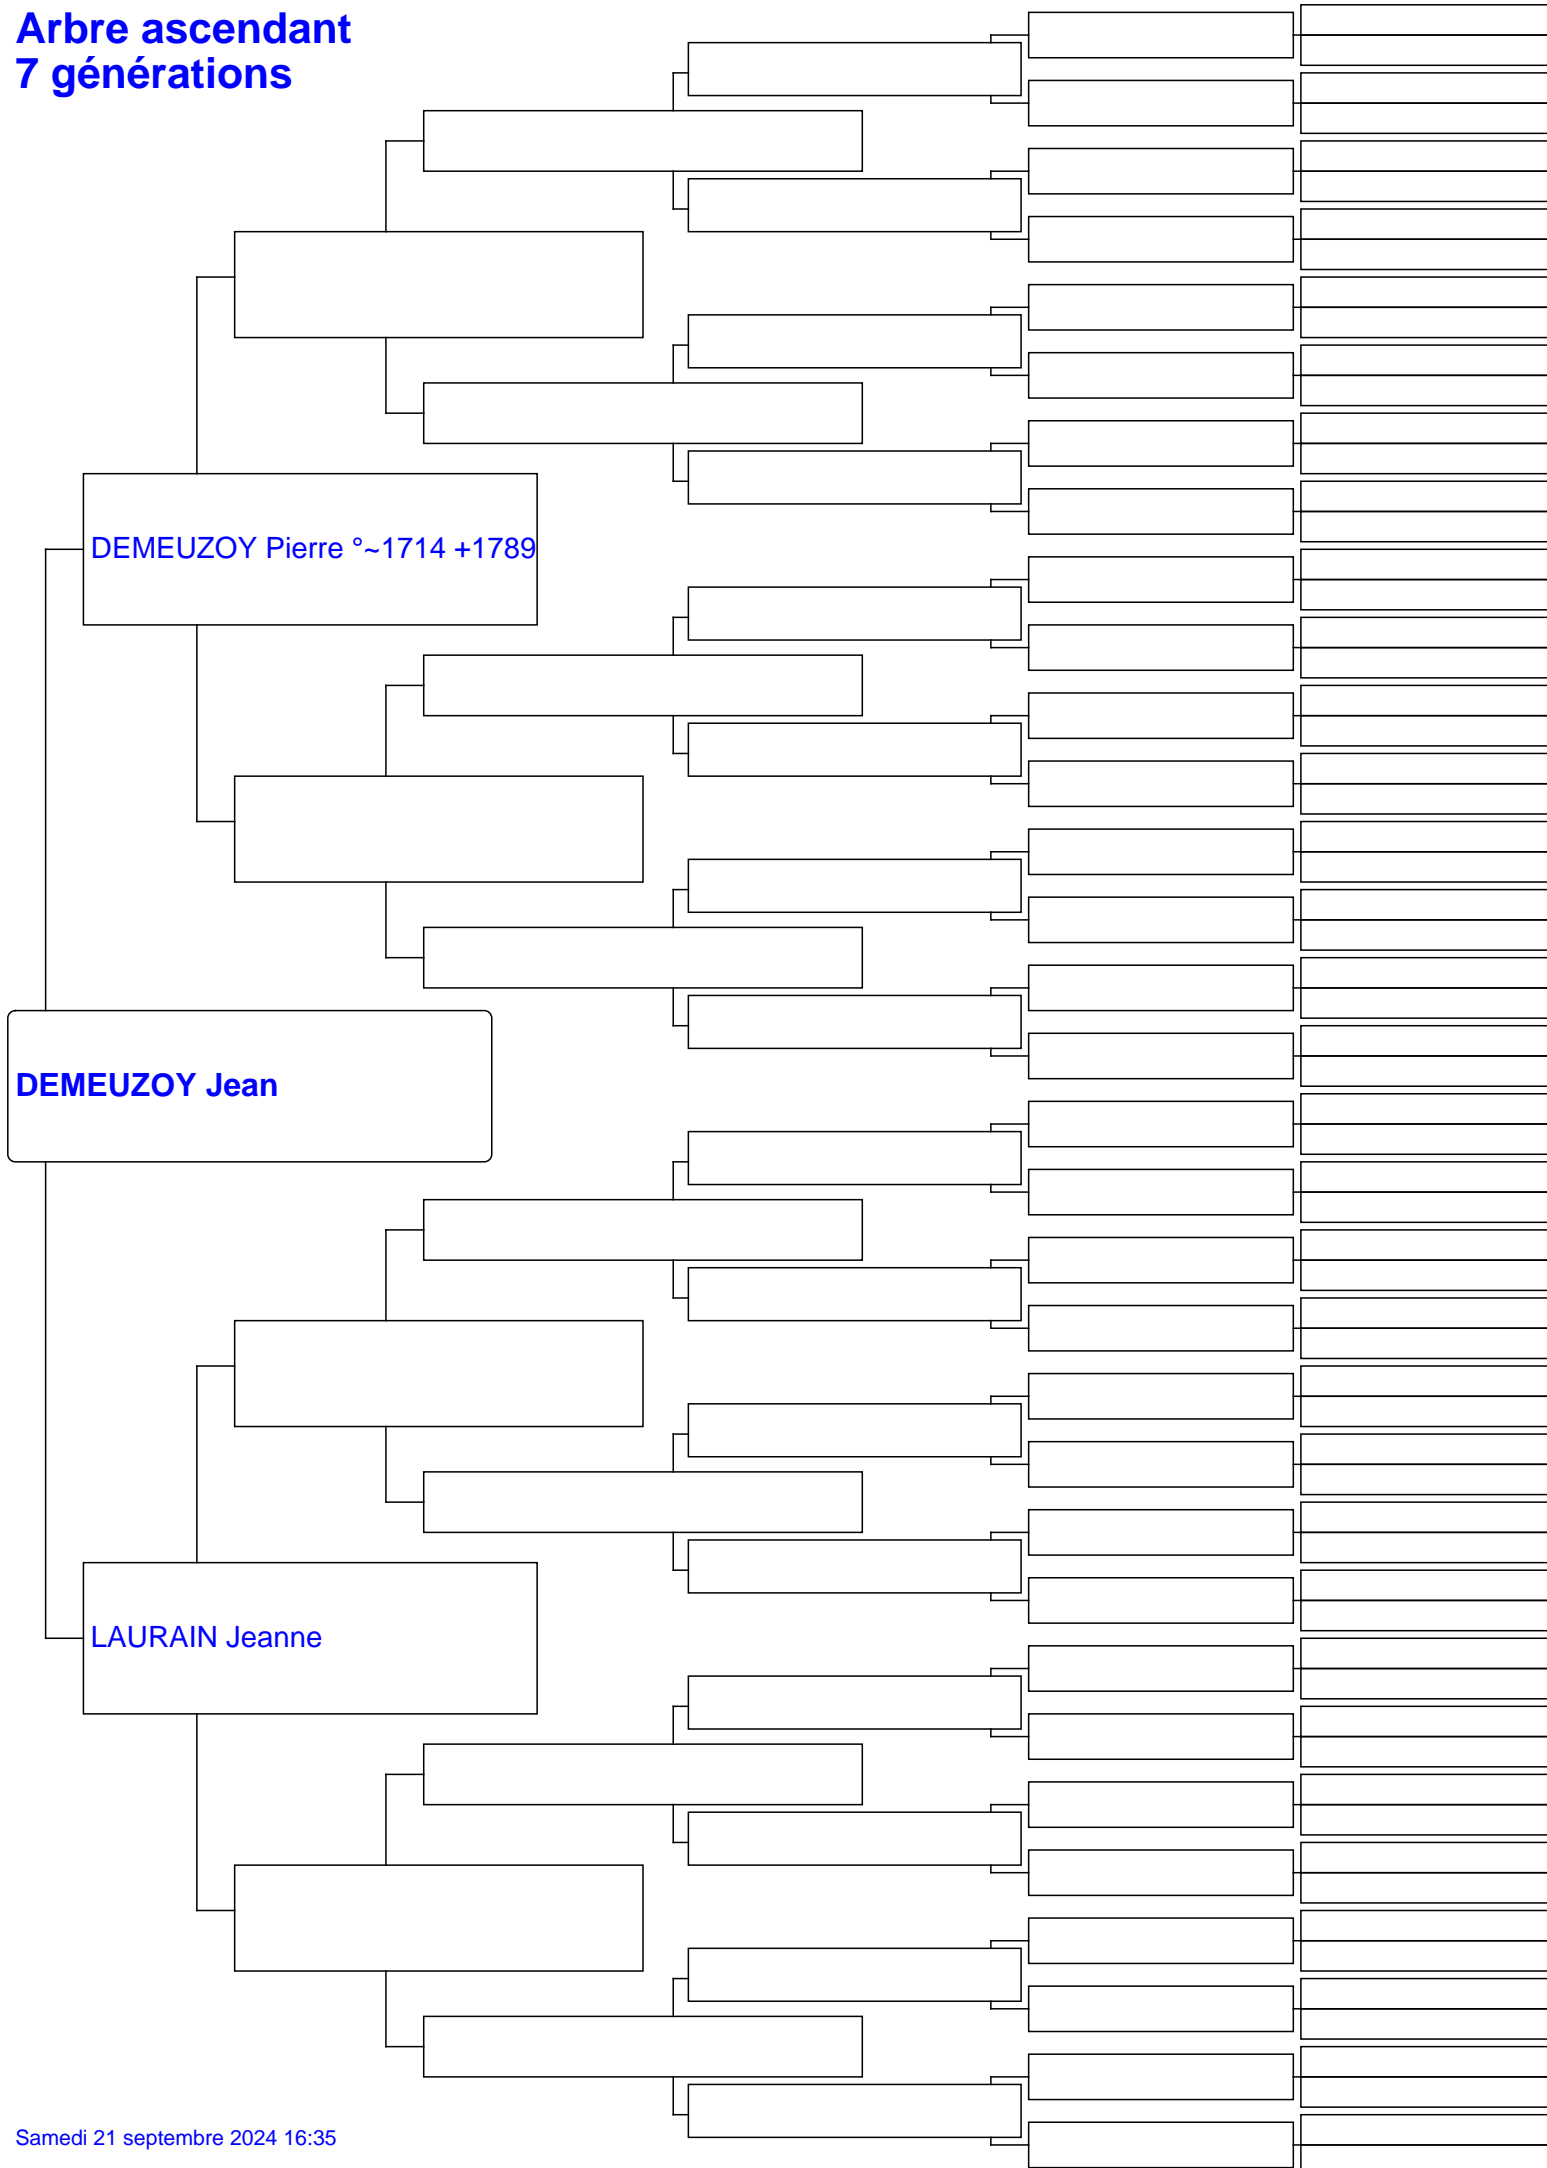 Arbre ascendant
7 générations
DEMEUZOY Pierre °~1714 +1789
DEMEUZOY Jean
LAURAIN Jeanne
Samedi 21 septembre 2024 16:35